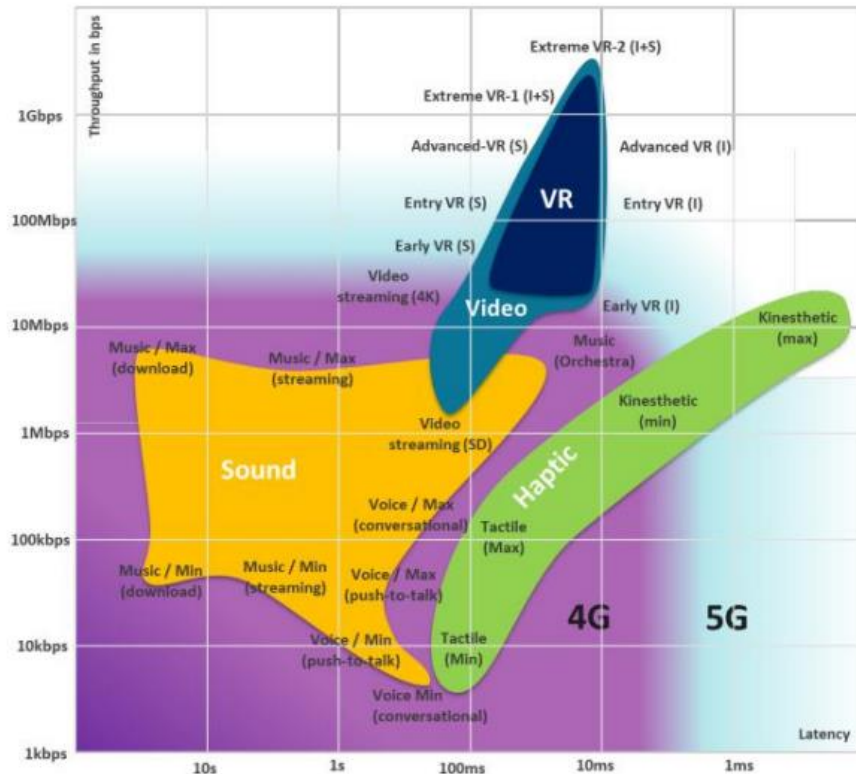 Throughput in bps
Extreme VR-2 (I+S)
Extreme VR-1 (I+S)
1Gbps
Advanced-VR (S)
Advanced VR (I)
VR
Entry VR (S)
Entry VR (I)
100Mbps
Early VR (S)
Video
streaming (4K)
Video
Early VR (I)
10Mbps
Kinesthetic
(max)
Music / Max
(download)
Music / Max
(streaming)
Music
(Orchestra)
Kinesthetic
(min)
1Mbps
Video
streaming (SD)
Sound
Haptic
Voice / Max
(conversational)
Tactile
(Max)
100kbps
Music / Min
(download)
Music / Min
(streaming)
Voice / Max
(push-to-talk)
4G
5G
10kbps
Voice / Min
(push-to-talk)
Tactile
(Min)
Voice Min
(conversational)
Latency
1kbps
10s
1s
100ms
10ms
1ms